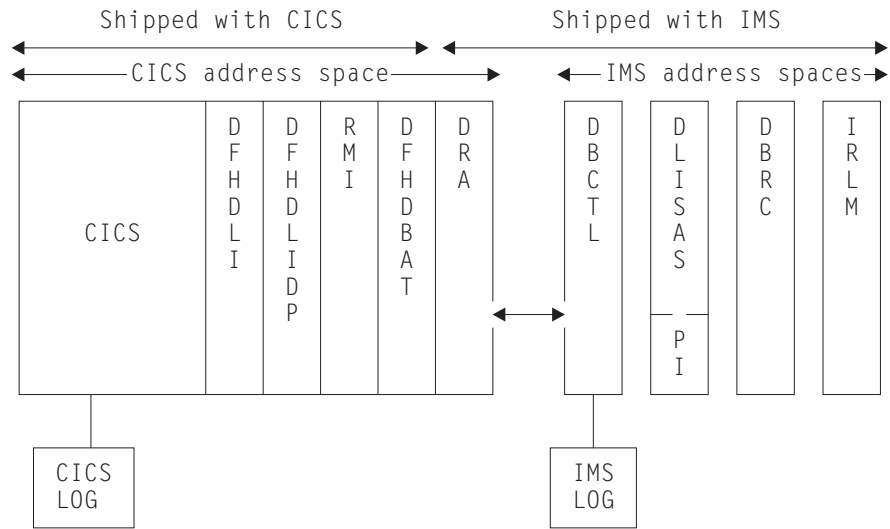 Shipped with CICS
Shipped with IMS
CICS address space
IMS address spaces
CICS
DFHDLI
DFHDLIDP
RMI
DFHDBAT
DRA
DBCTL
DLISAS
PI
DBRC
IRLM
CICS
LOG
IMS
LOG